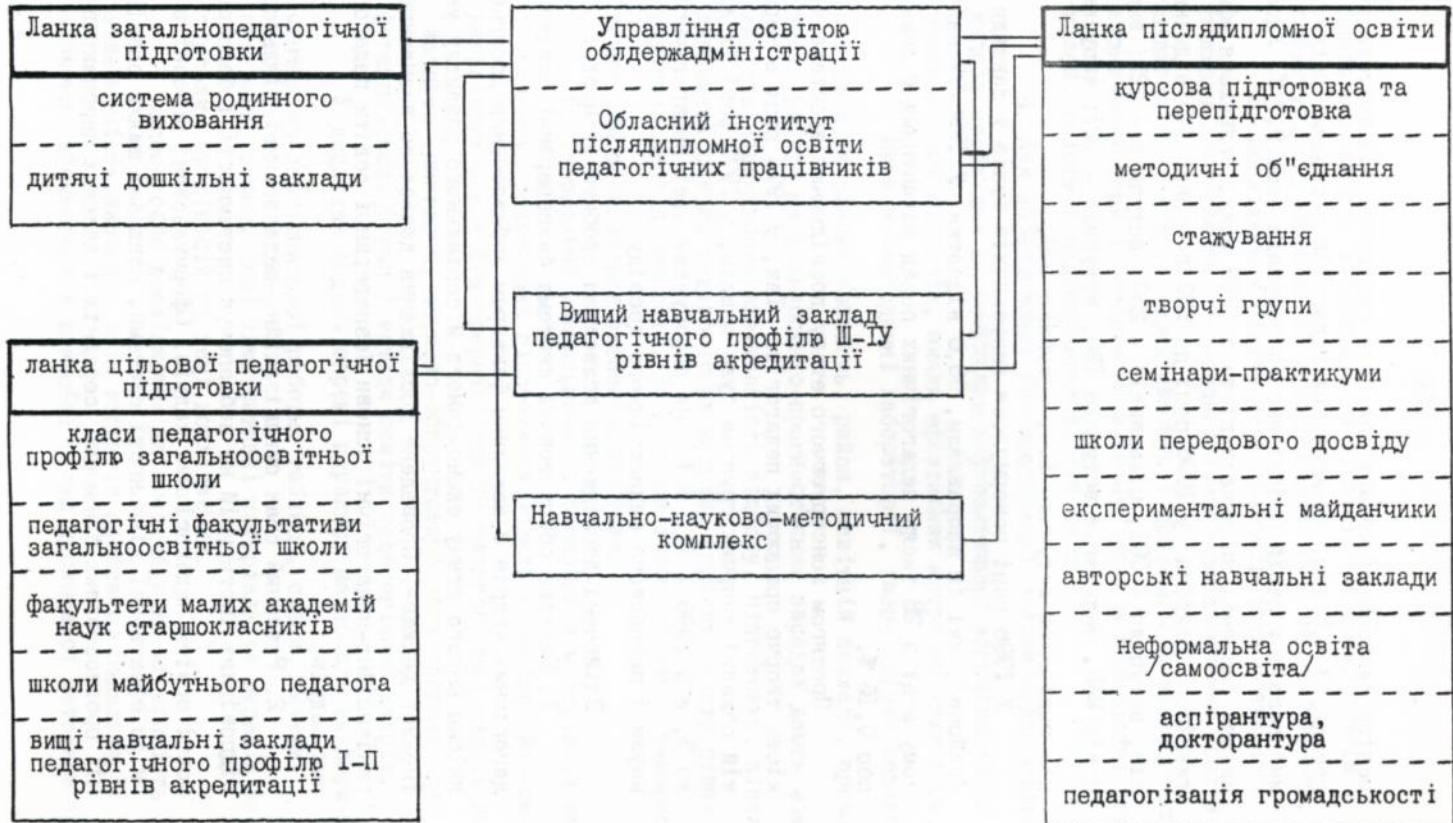 Ланка загальнопедагогічної
підготовки
система родинного
виховання
дитячі дошкільні заклади
ланка цільової педагогічної
підготовки
класи педагогічного
профілю загальноосвітньої
школи
педагогічні факультативи
загальноосвітньої школи
факультети малих академій
наук старшокласників
школи майбутнього педагога
вищі навчальні заклади
педагогічного профілю I-П
рівнів акредитації
Управління освітою
облдержадміністрації
Обласний інститут
післядипломної освіти
педагогічних працівників
Вищий навчальний заклад
педагогічного профілю Ш-ІУ
рівнів акредитації
Навчально-науково-методичний
комплекс
Ланка післядипломної освіти
курсова підготовка та
перепідготовка
методичні об"єднання
стажування
творчі групи
семінари-практикуми
школи передового досвіду
експериментальні майданчики
авторські навчальні заклади
неформальна освіта
/самоосвіта/
аспірантура,
докторантура
педагогізація громадськості